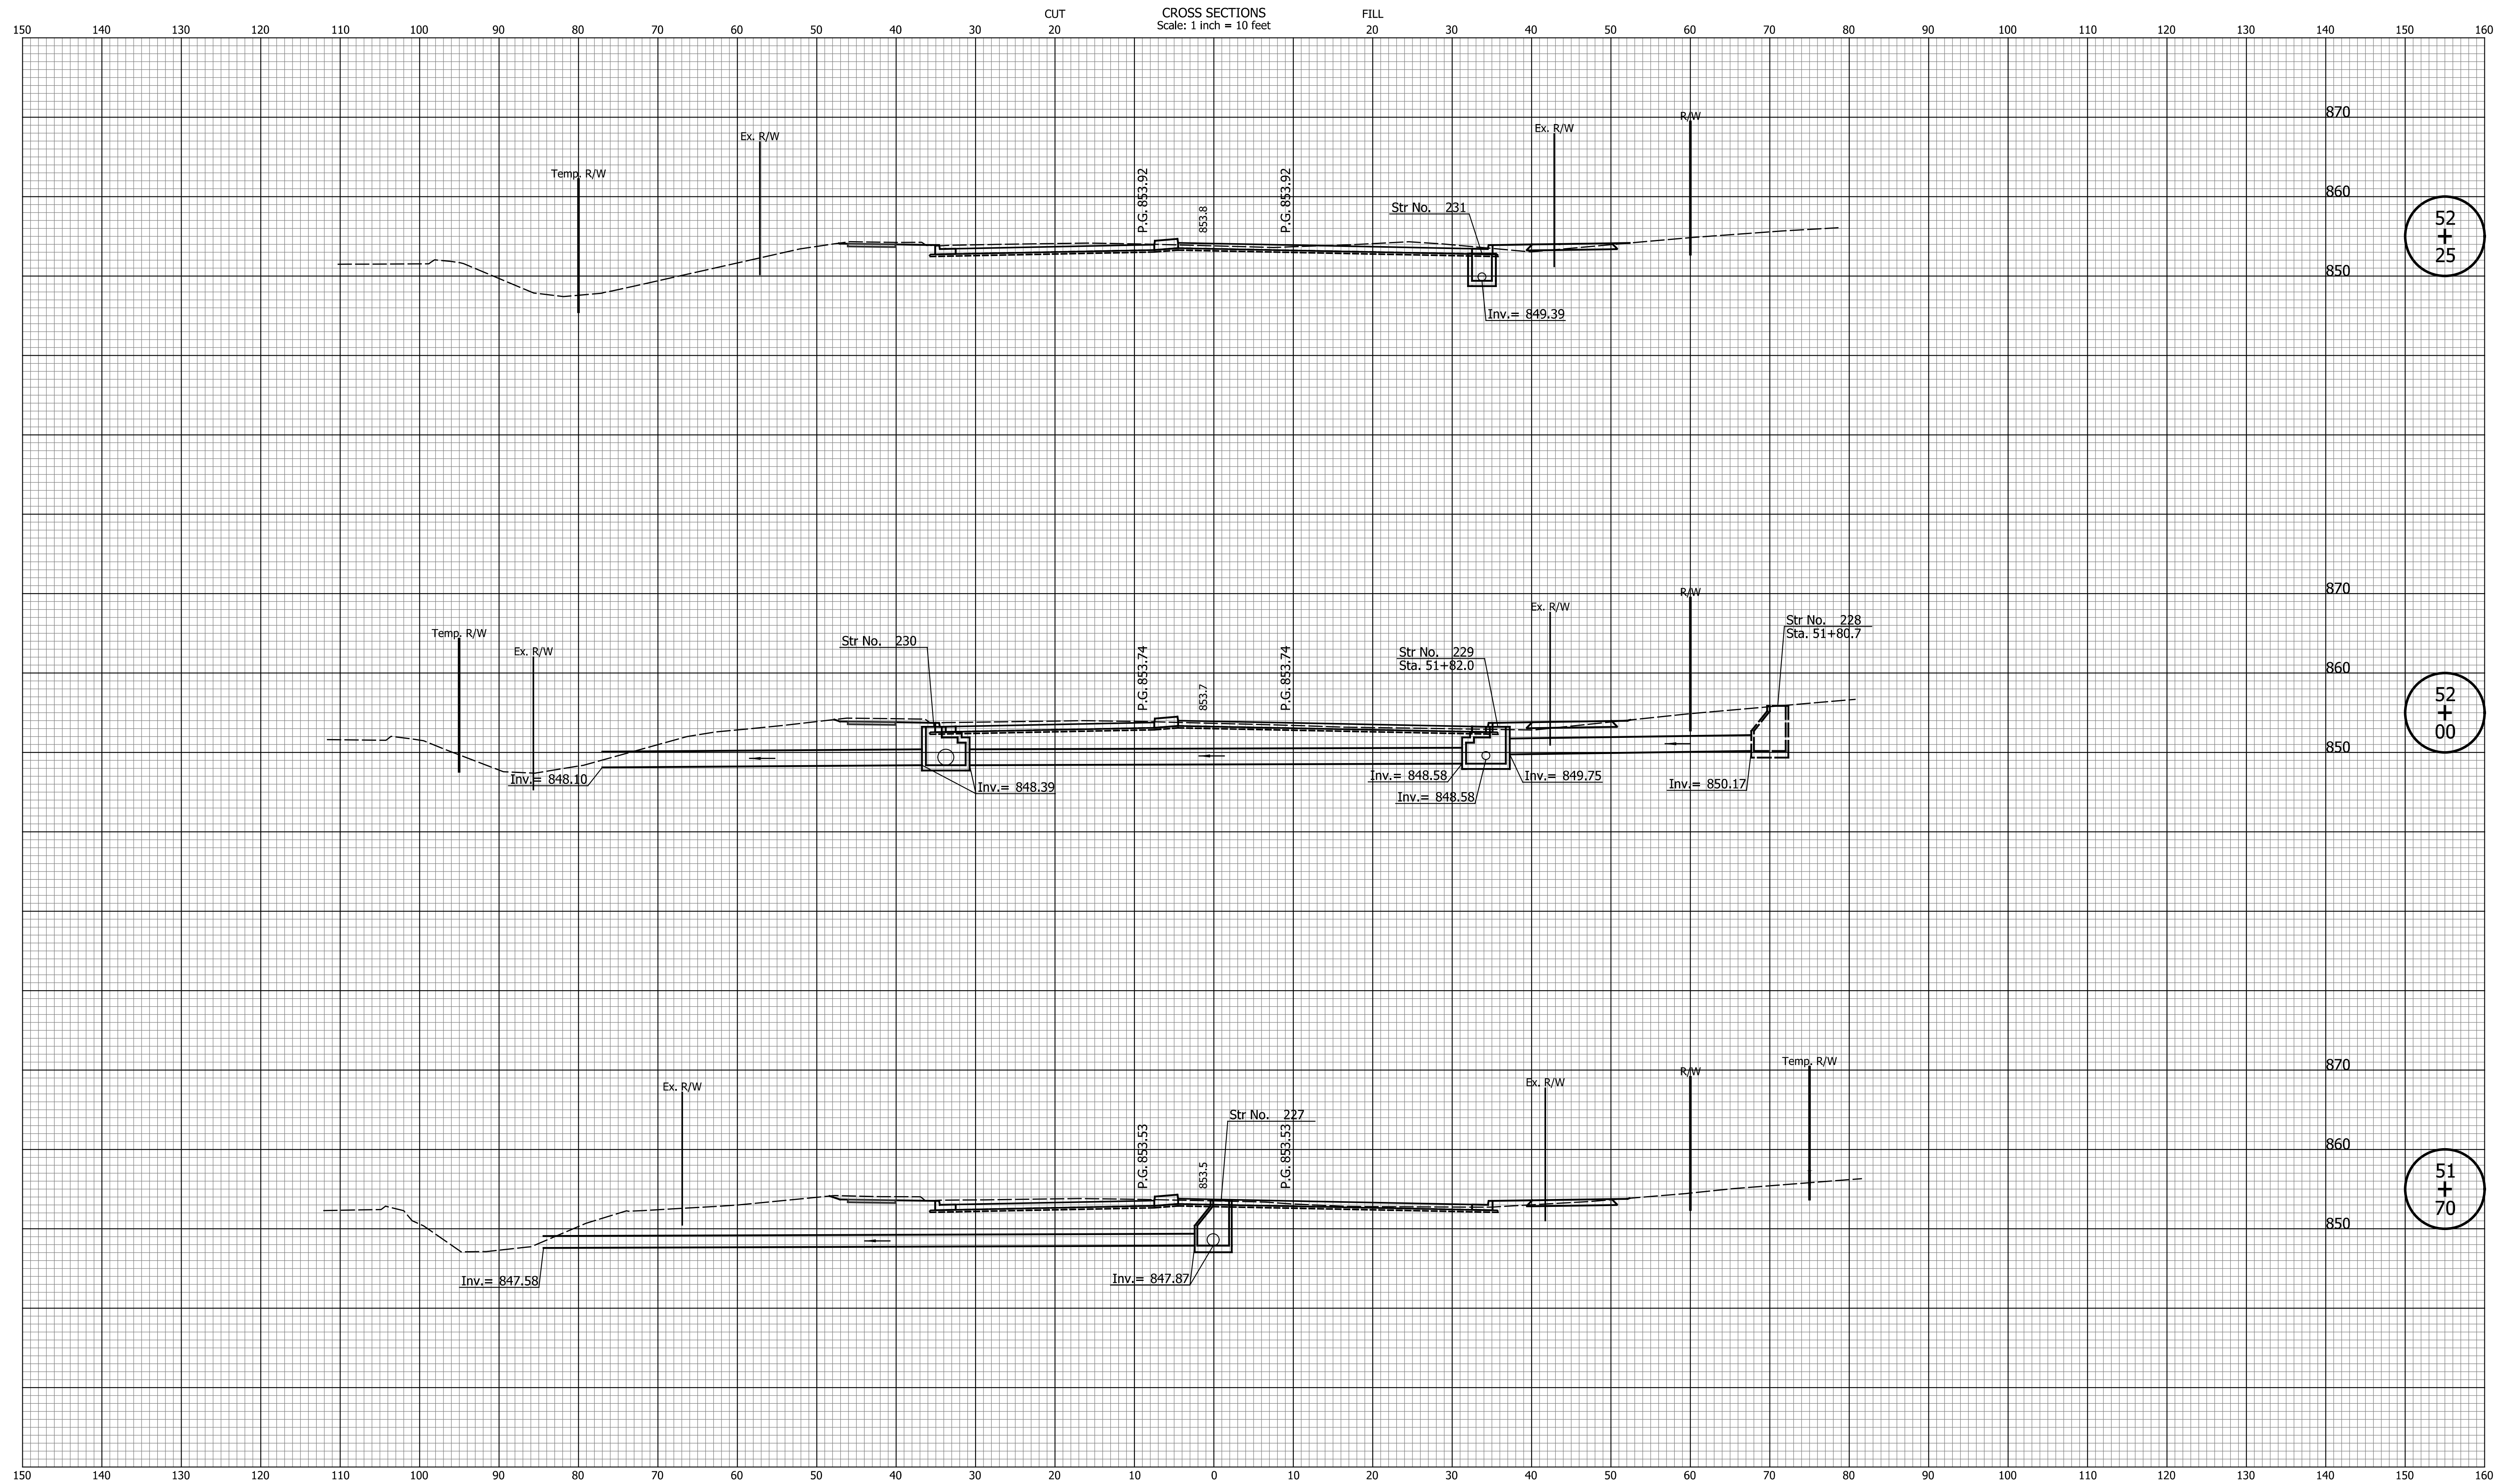 CUT CROSS SECTIONS FILL
Scale: 1 inch = 10 feet
150 140 130 120 110 100 90 80 70 60 50 40 30 20 10 0 10 20 30 40 50 60 70 80 90 100 110 120 130 140 150 160
870
R/W
Ex. R/W
Ex. R/W
Temp. R/W
P.G. 853.92
853.8
P.G. 853.92
860
Str No. 231
52
+
25
850
Inv.= 849.39
870
R/W
Ex. R/W
Str No. 228
Sta. 51+80.7
Temp. R/W
Str No. 230
Ex. R/W
P.G. 853.74
853.7
P.G. 853.74
Str No. 229
Sta. 51+82.0
860
52
+
00
850
Inv.= 848.10
Inv.= 848.39
Inv.= 848.58
Inv.= 849.75
Inv.= 848.58
Inv.= 850.17
Temp. R/W
870
R/W
Ex. R/W
Ex. R/W
Str No. 227
P.G. 853.53
853.5
P.G. 853.53
860
51
+
70
850
Inv.= 847.58
Inv.= 847.87
150 140 130 120 110 100 90 80 70 60 50 40 30 20 10 0 10 20 30 40 50 60 70 80 90 100 110 120 130 140 150 160